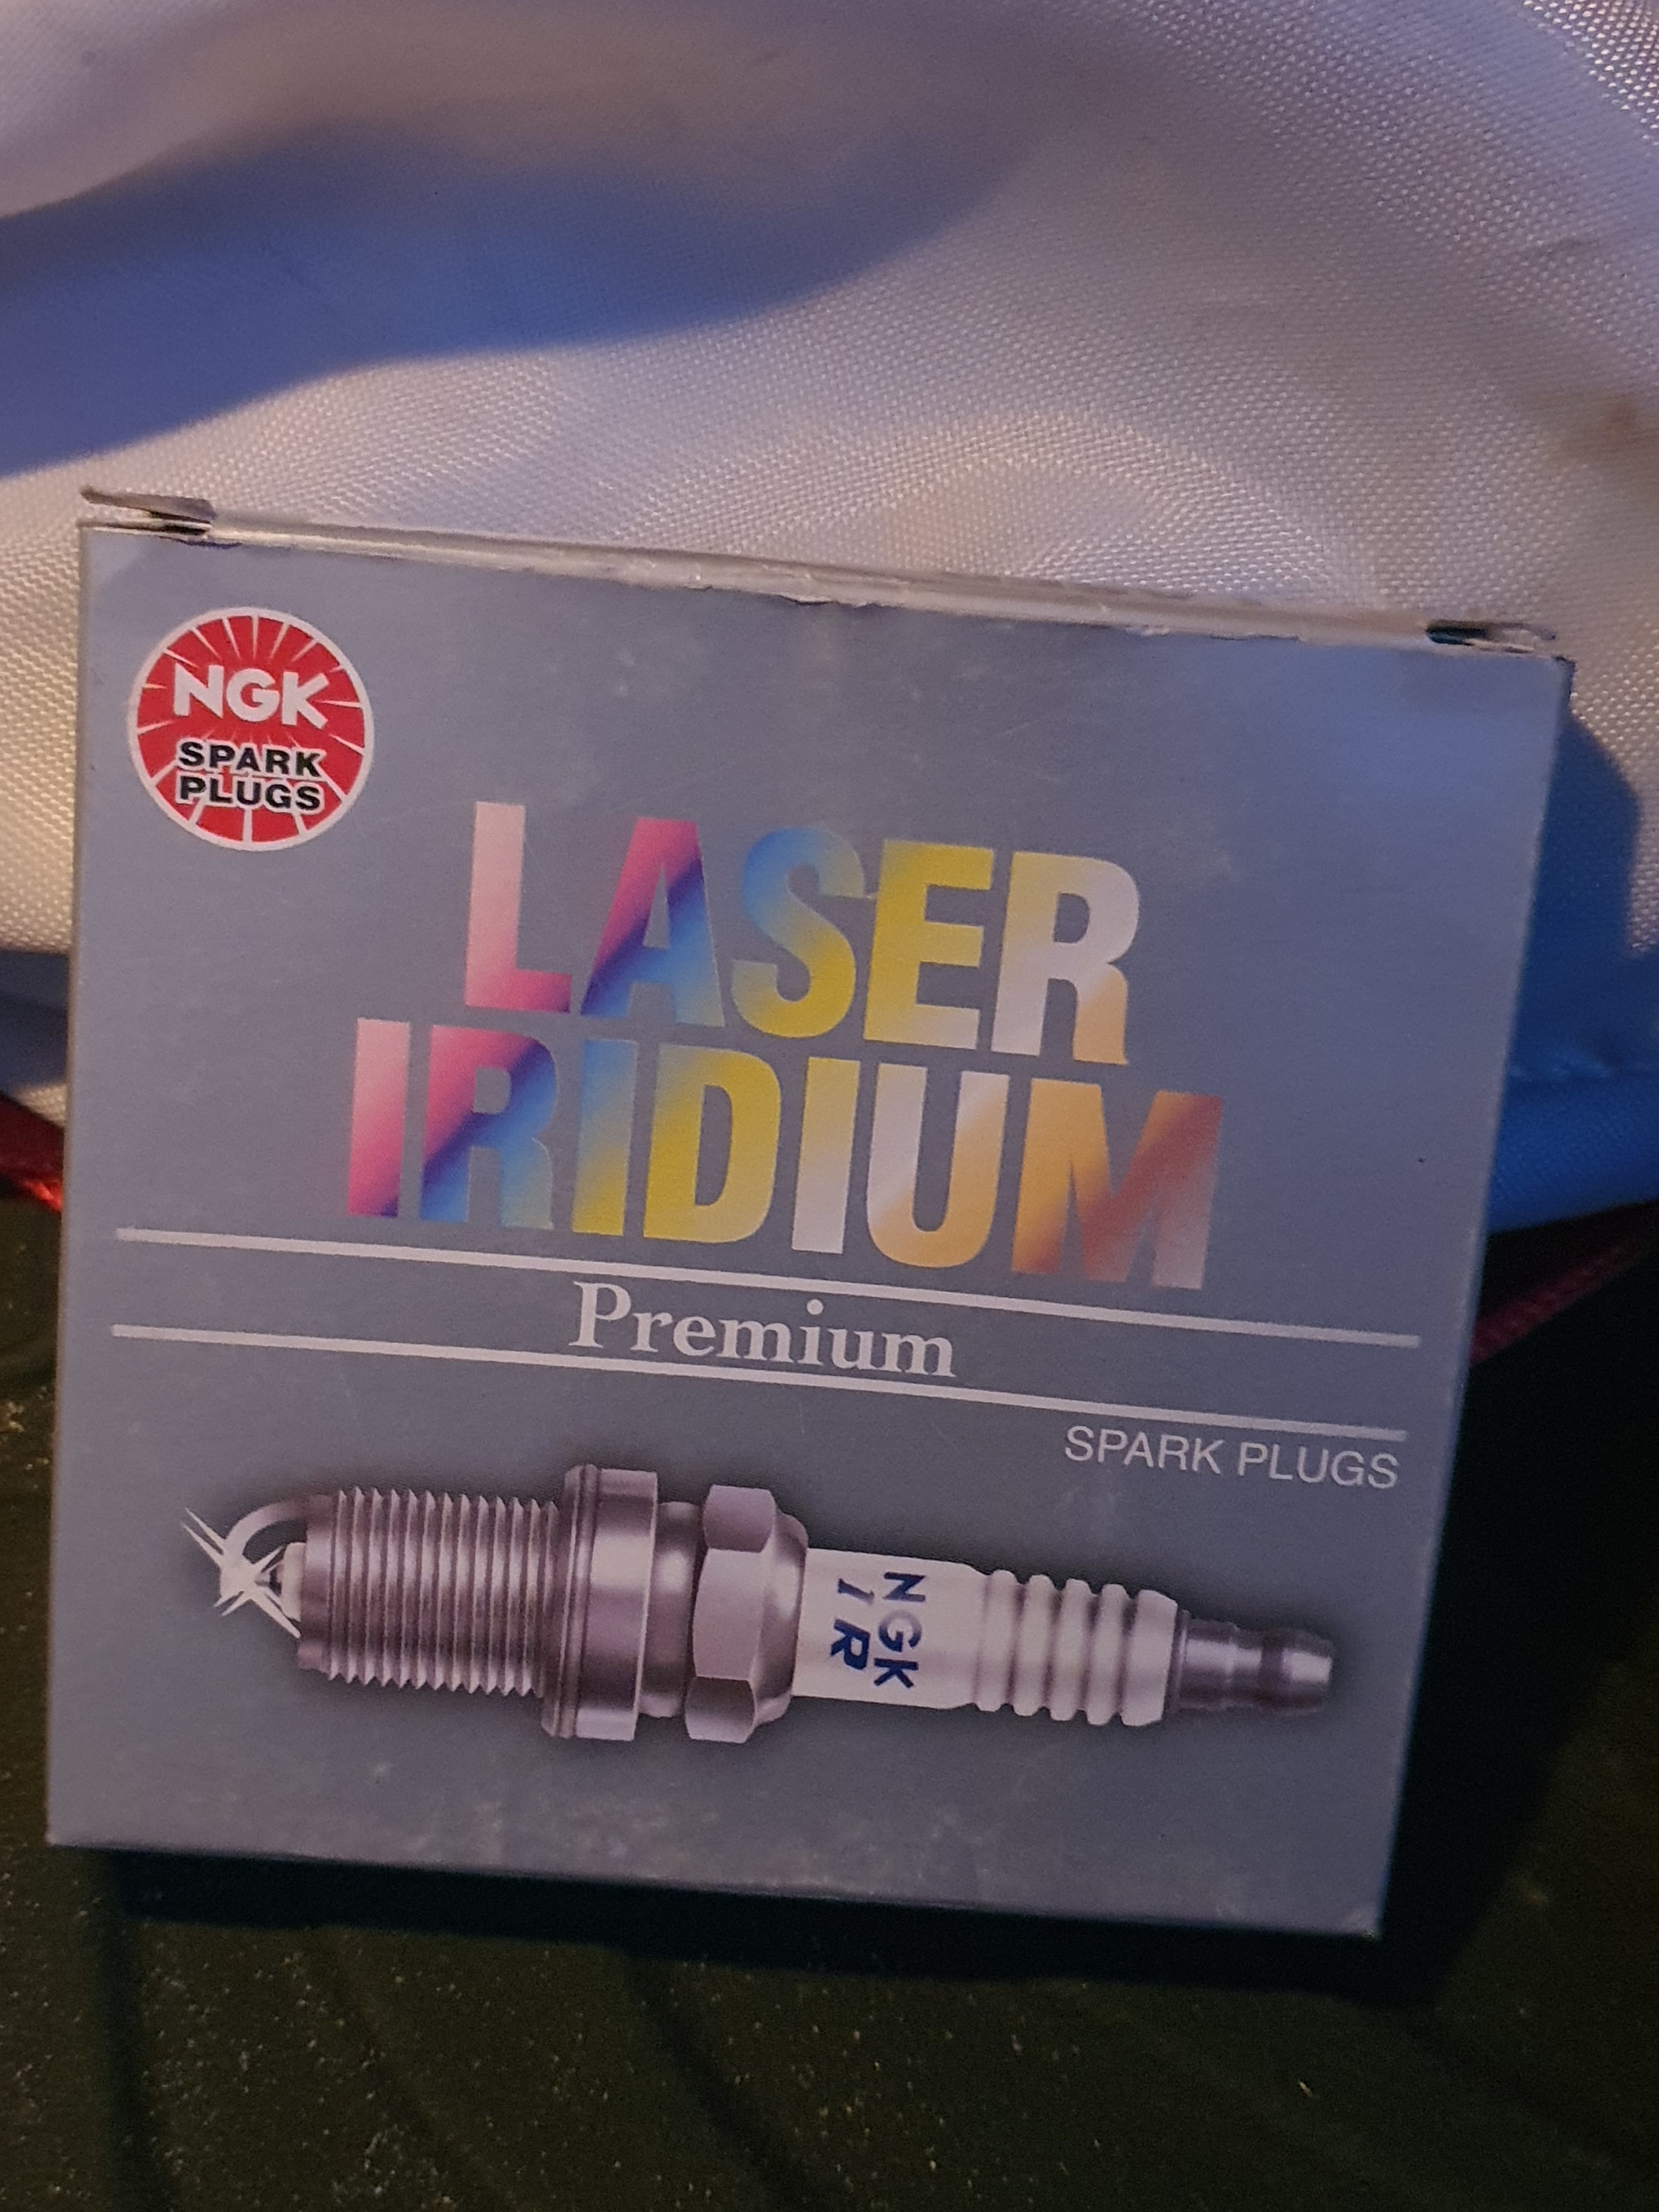 NGK
SPARK
PLUGS
LASER
IRIDIUM
Premium
SPARK PLUGS
NGK
IR